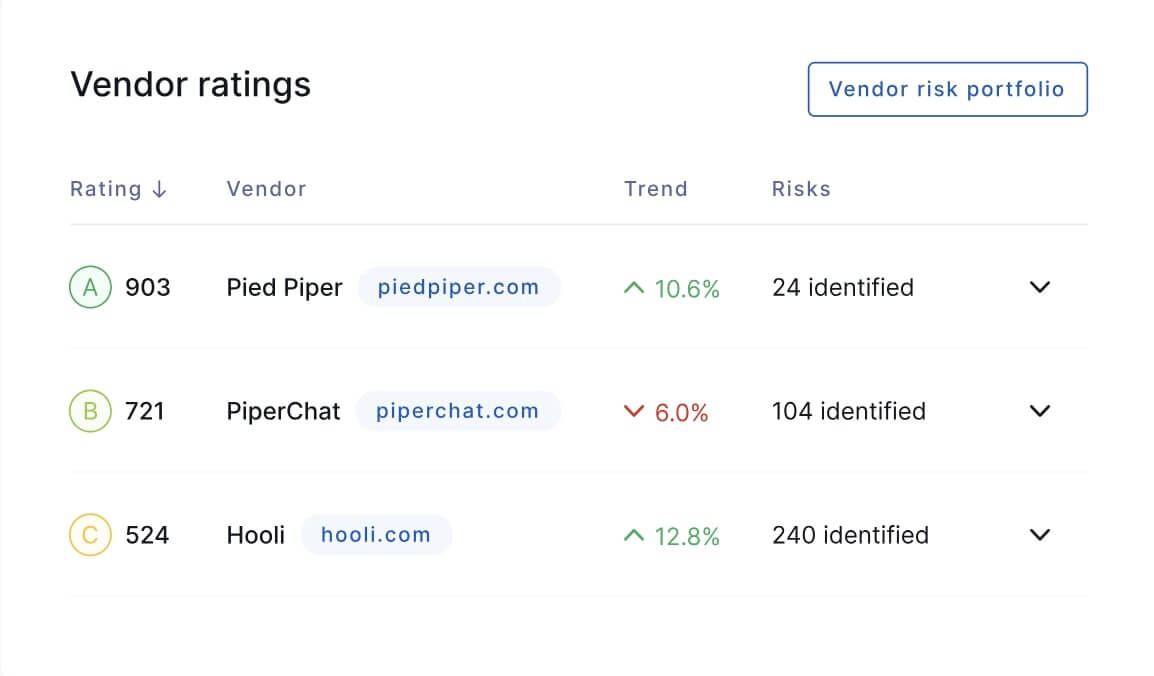 Vendor ratings
Vendor risk portfolio
Rating ↓ Vendor Trend Risks
A 903 Pied Piper piedpiper.com 10.6% 24 identified
B 721 PiperChat piperchat.com 6.0% 104 identified
C 524 Hooli hooli.com 12.8% 240 identified